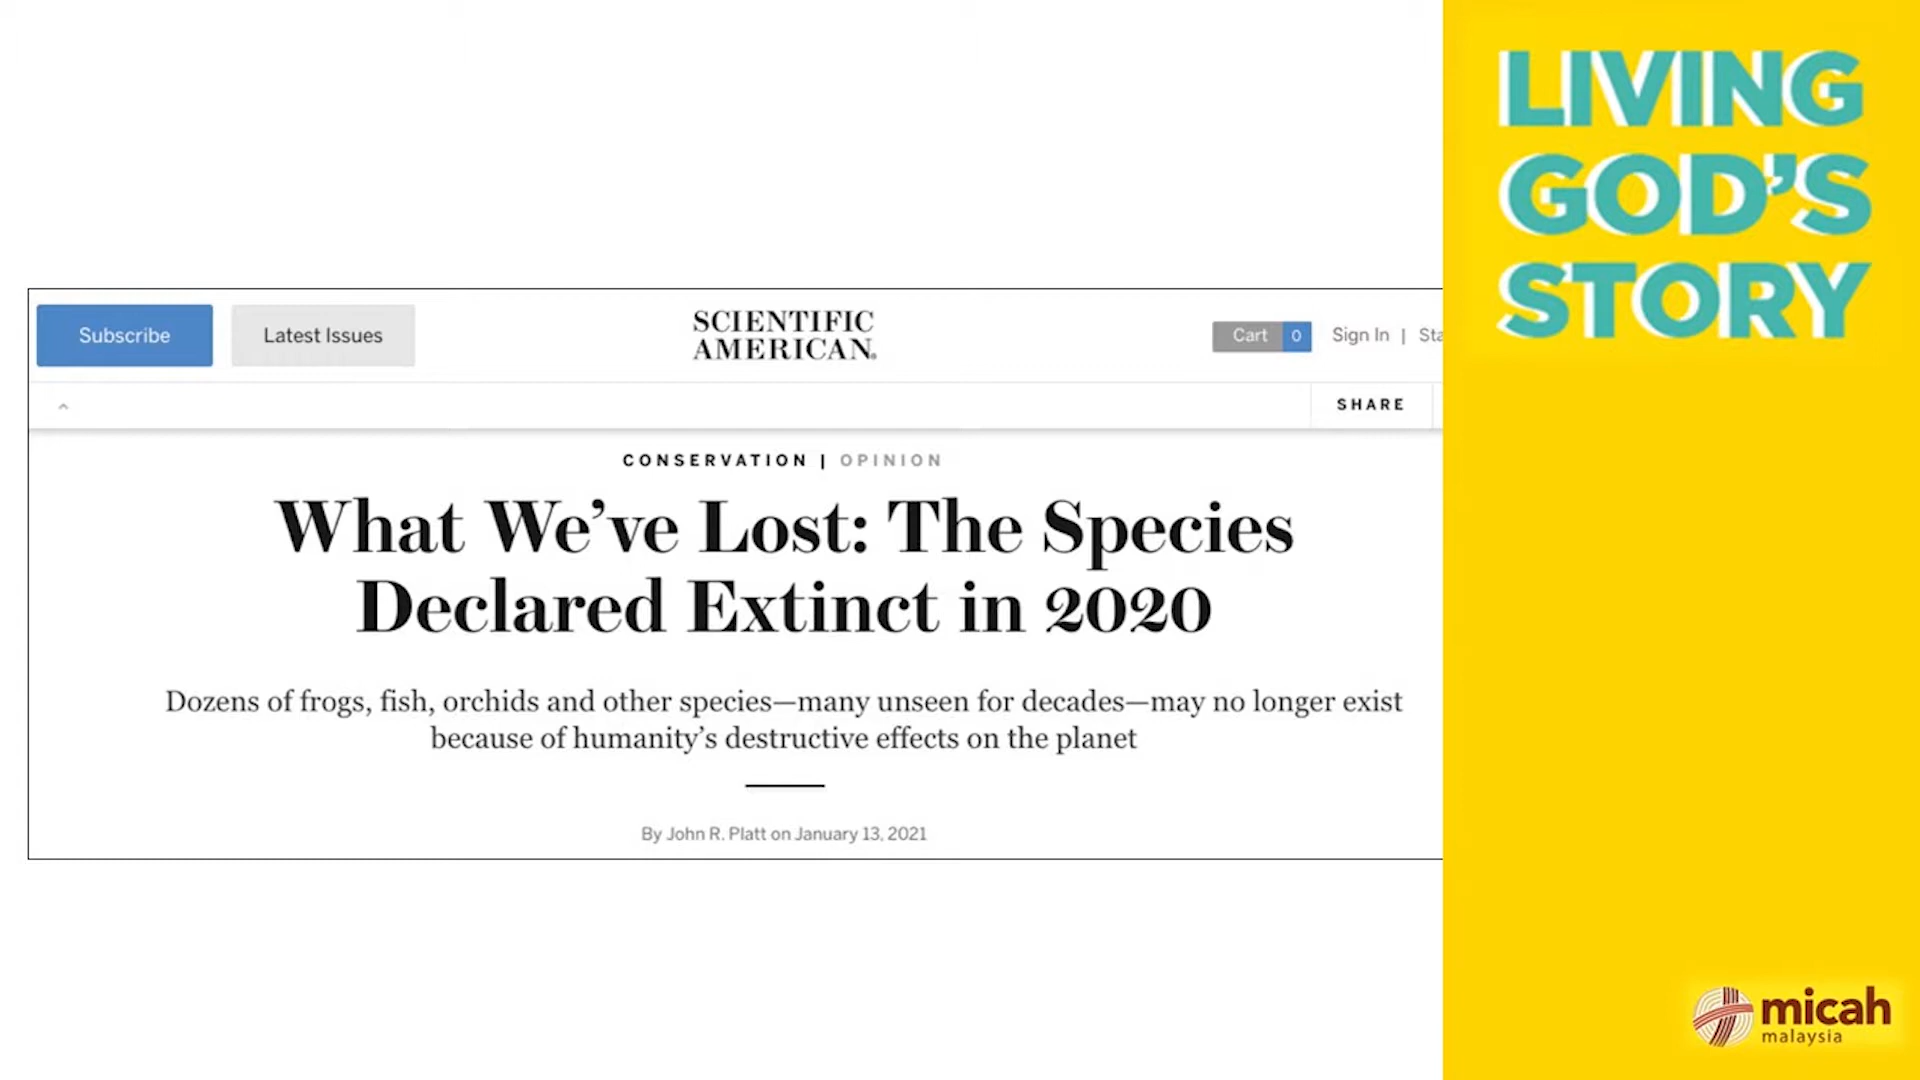 Subscribe
Latest Issues
SCIENTIFIC
AMERICAN®
Cart 0
Sign In | Sta
SHARE
CONSERVATION | OPINION
What We've Lost: The Species
Declared Extinct in 2020
Dozens of frogs, fish, orchids and other species—many unseen for decades—may no longer exist
because of humanity's destructive effects on the planet
By John R. Platt on January 13, 2021
LIVING
GOD'S
STORY
micah
malaysia